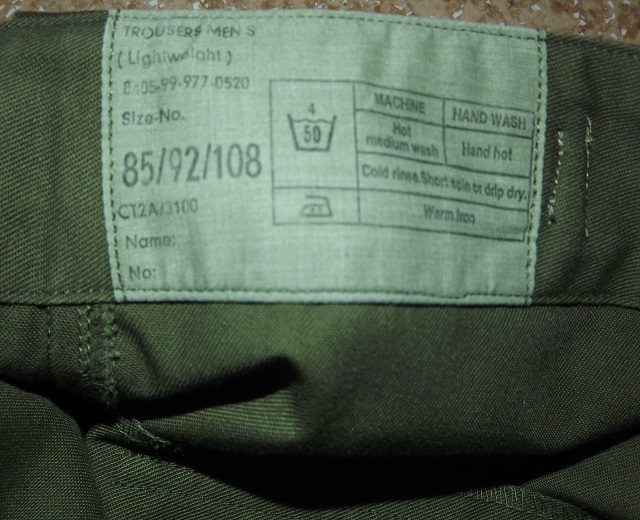 TROUSERS MEN'S
(Lightweight)
8405-99-977-0520
Size-No.
85/92/108
CT2A/3100
Name:
No:
4
50
MACHINE
HAND WASH
Hot
medium wash
Hand hot
Cold rinse. Short spin or drip dry.
Warm Iron